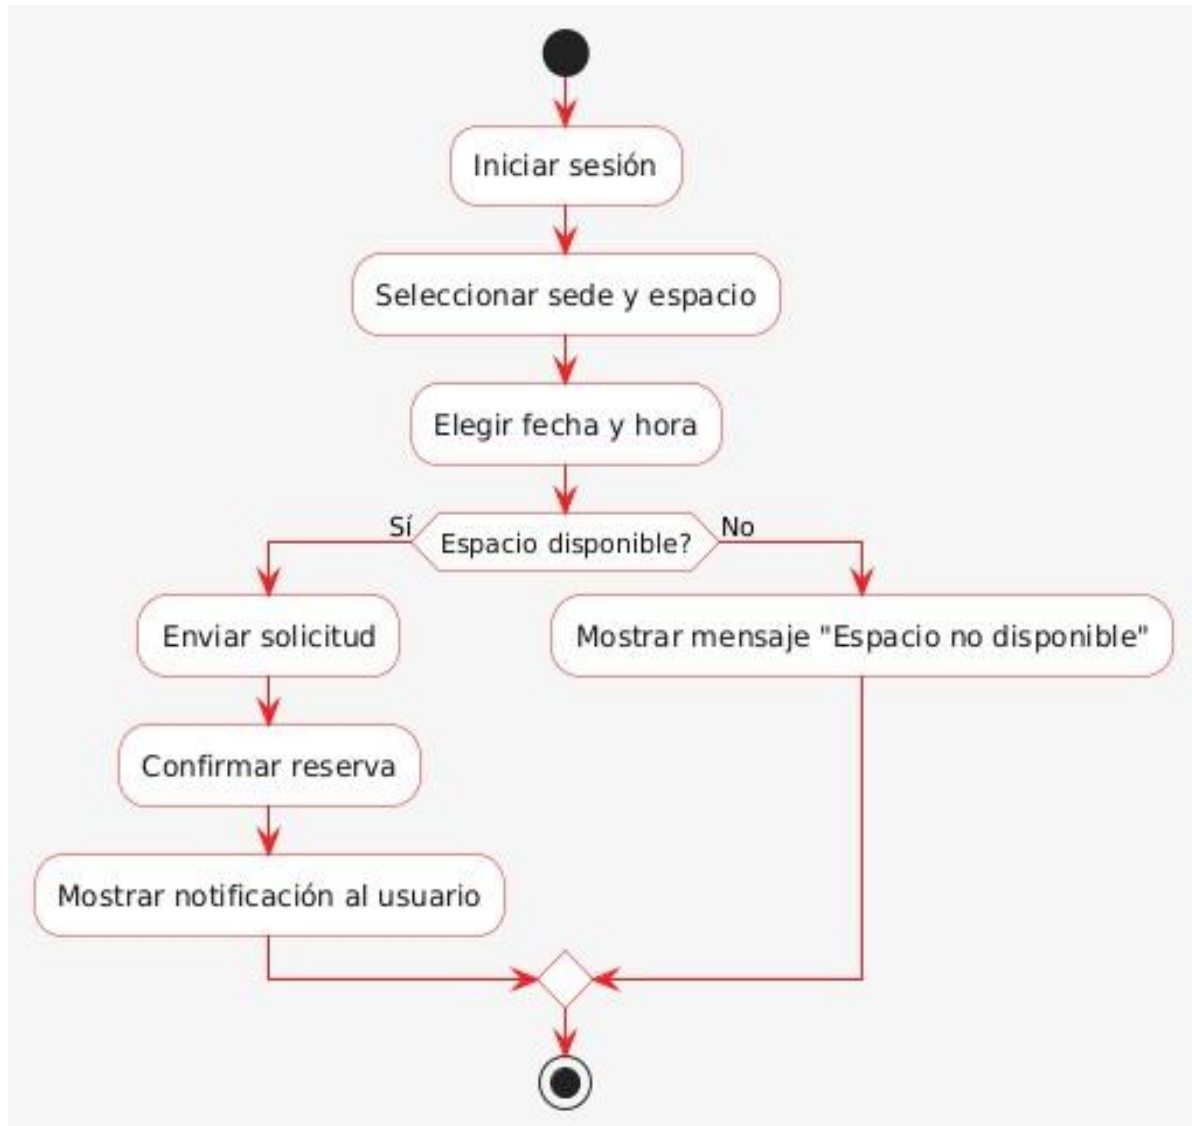 Iniciar sesión
Seleccionar sede y espacio
Elegir fecha y hora
Sí
Espacio disponible?
No
Enviar solicitud
Mostrar mensaje "Espacio no disponible"
Confirmar reserva
Mostrar notificación al usuario